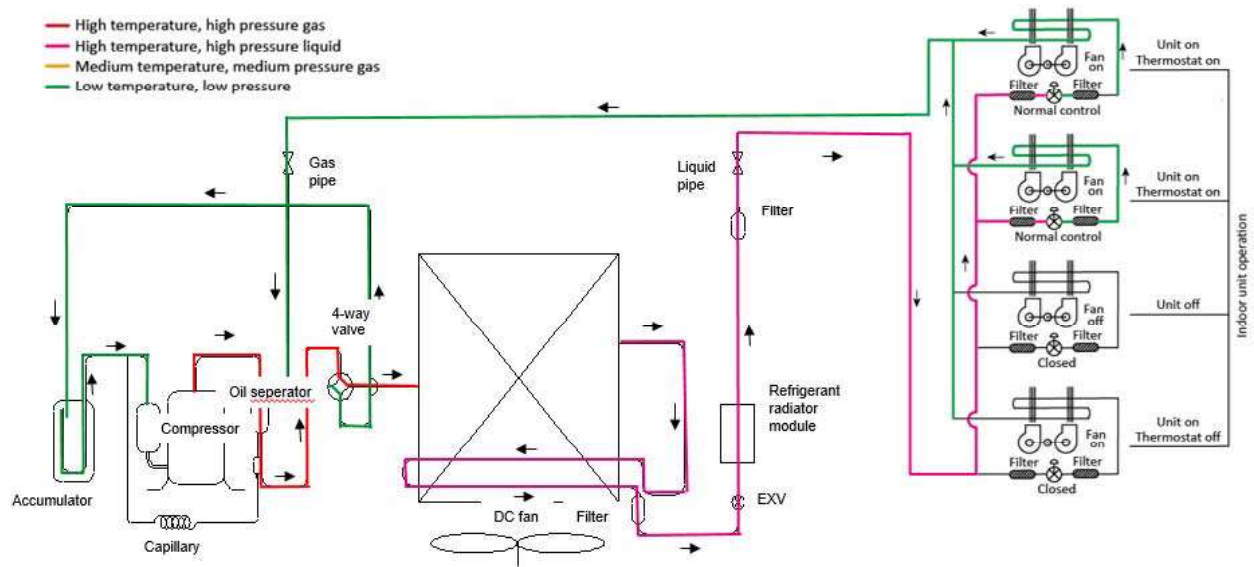 High temperature, high pressure gas
High temperature, high pressure liquid
Medium temperature, medium pressure gas
Low temperature, low pressure
Gas
pipe
4-way
valve
Oil seperator
Compressor
Accumulator
Capillary
DC fan
Filter
EXV
Refrigerant
radiator
module
Filter
Liquid
pipe
Fan
on
Filter
Filter
Normal control
Unit on
Thermostat on
Fan
on
Filter
Filter
Normal control
Unit on
Thermostat on
Fan
off
Filter
Filter
Closed
Unit off
Fan
on
Filter
Filter
Closed
Unit on
Thermostat off
Indoor unit operation